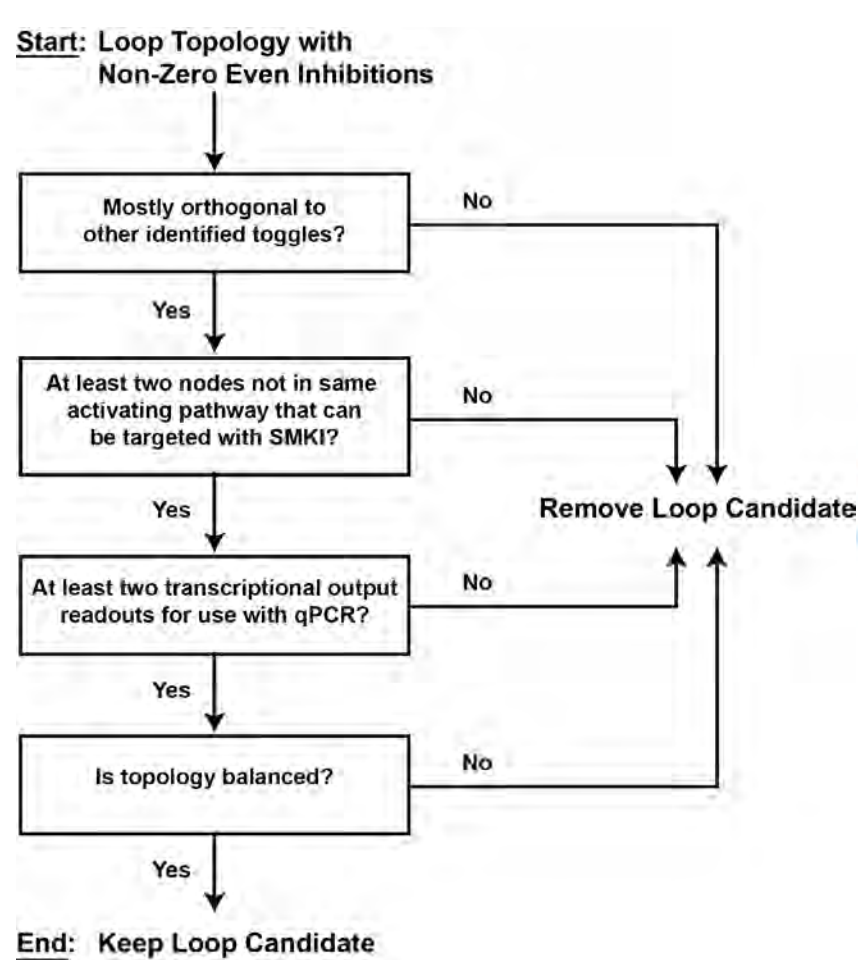 Start: Loop Topology with
Non-Zero Even Inhibitions
Mostly orthogonal to
other identified toggles?
No
Yes
At least two nodes not in same
activating pathway that can
be targeted with SMKI?
No
Yes
Remove Loop Candidate
At least two transcriptional output
readouts for use with qPCR?
No
Yes
Is topology balanced?
No
Yes
End: Keep Loop Candidate